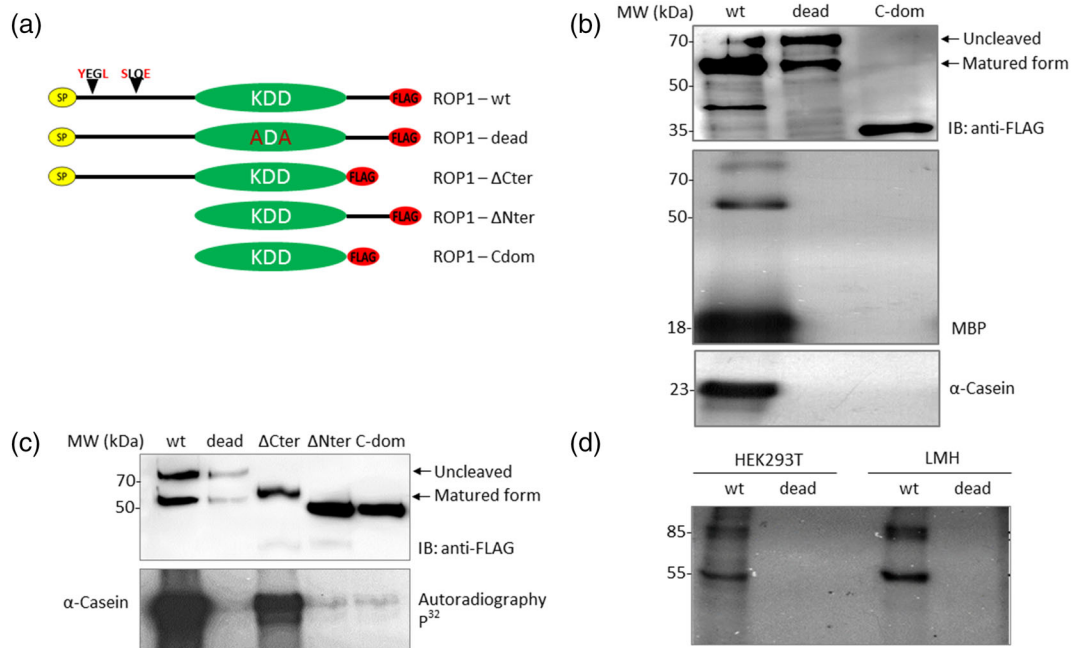 (a)
YEGL SLQE
SP KDD FLAG ROP1 – wt
SP ADA FLAG ROP1 – dead
SP KDD FLAG ROP1 – ΔCter
KDD FLAG ROP1 – ΔNter
KDD FLAG ROP1 – Cdom
(b)
MW (kDa) wt dead C-dom
70- Uncleaved
Matured form
50-
35- IB: anti-FLAG
70-
50-
18- MBP
23- α-Casein
(c)
MW (kDa) wt dead ΔCter ΔNter C-dom
70- Uncleaved
Matured form
50-
IB: anti-FLAG
α-Casein Autoradiography
P32
(d)
HEK293T LMH
wt dead wt dead
85-
55-